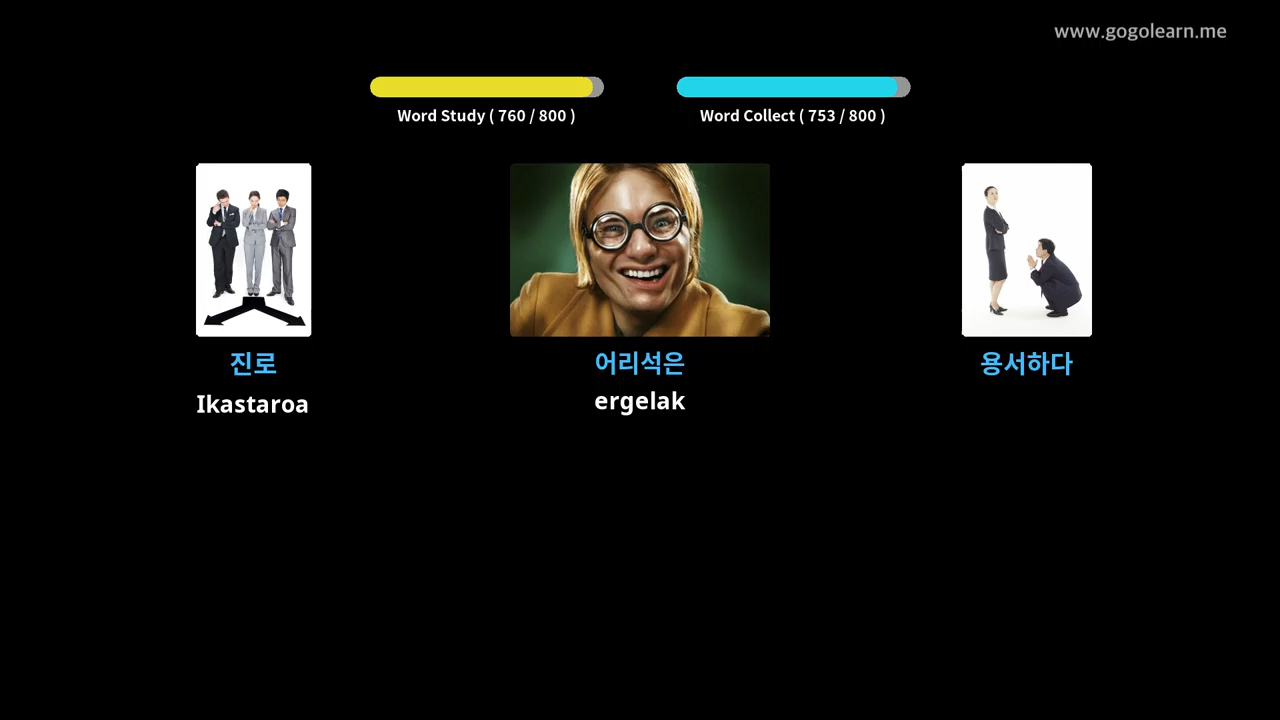 www.gogolearn.me
Word Study ( 760 / 800 )
Word Collect ( 753 / 800 )
진로
어리석은
용서하다
Ikastaroa
ergelak